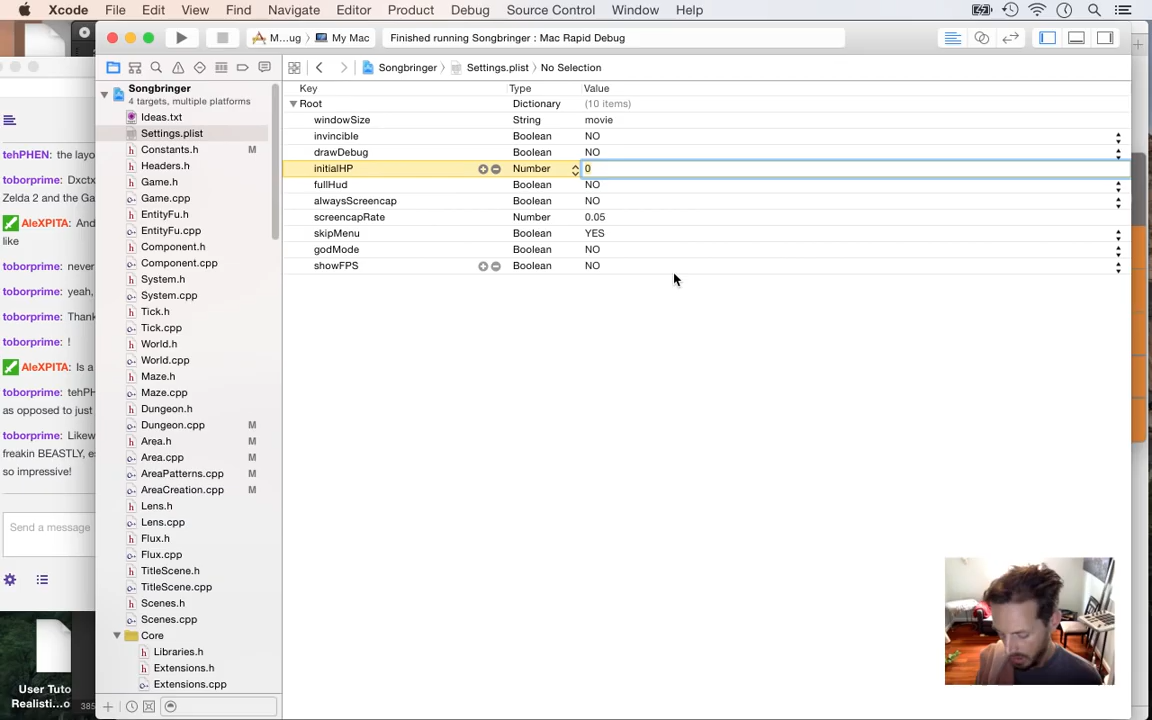 Xcode File Edit View Find Navigate Editor Product Debug Source Control Window Help
M...ug 〉 My Mac
Finished running Songbringer : Mac Rapid Debug
Songbringer 〉 Settings.plist 〉 No Selection
Songbringer
4 targets, multiple platforms
Ideas.txt
Settings.plist
Constants.h M
Headers.h
Game.h
Game.cpp
EntityFu.h
EntityFu.cpp
Component.h
Component.cpp
System.h
System.cpp
Tick.h
Tick.cpp
World.h
World.cpp
Maze.h
Maze.cpp
Dungeon.h
Dungeon.cpp M
Area.h M
Area.cpp M
AreaPatterns.cpp M
AreaCreation.cpp M
Lens.h
Lens.cpp
Flux.h
Flux.cpp
TitleScene.h
TitleScene.cpp
Scenes.h
Scenes.cpp
Core
Libraries.h
Extensions.h
Extensions.cpp
Key Type Value
Root Dictionary (10 items)
windowSize String movie
invincible Boolean NO
drawDebug Boolean NO
initialHP Number 0
fullHud Boolean NO
alwaysScreencap Boolean NO
screencapRate Number 0.05
skipMenu Boolean YES
godMode Boolean NO
showFPS Boolean NO
tehPHEN: the layo
toborprime: Dxctx
Zelda 2 and the Ga
AleXPITA: And
like
toborprime: never
toborprime: yeah,
toborprime: Thank
toborprime: !
AleXPITA: Is a
toborprime: tehPH
as opposed to just
toborprime: Likew
freakin BEASTLY, es
so impressive!
Send a message
User Tuto
Realisti...o
385